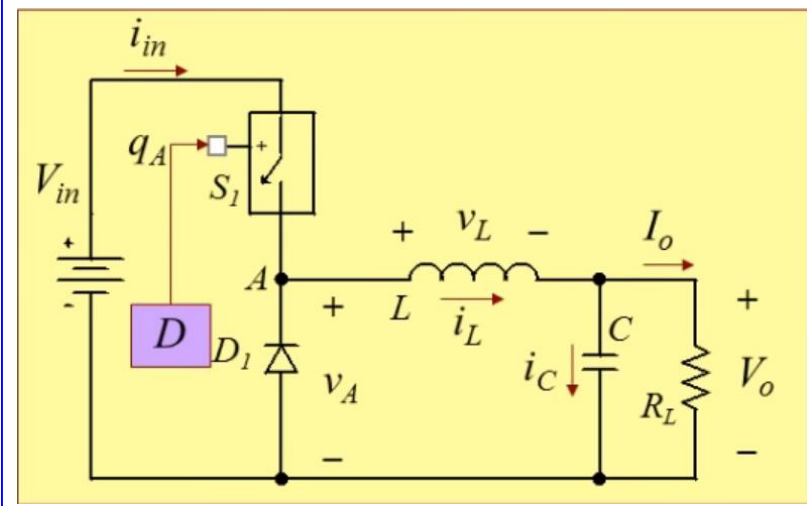 i_in
q_A
+
S_1
V_in
+
-
A
+ v_L −
I_o
+
L
i_L
+
D
D_1
v_A
i_C
C
R_L
V_o
−
−